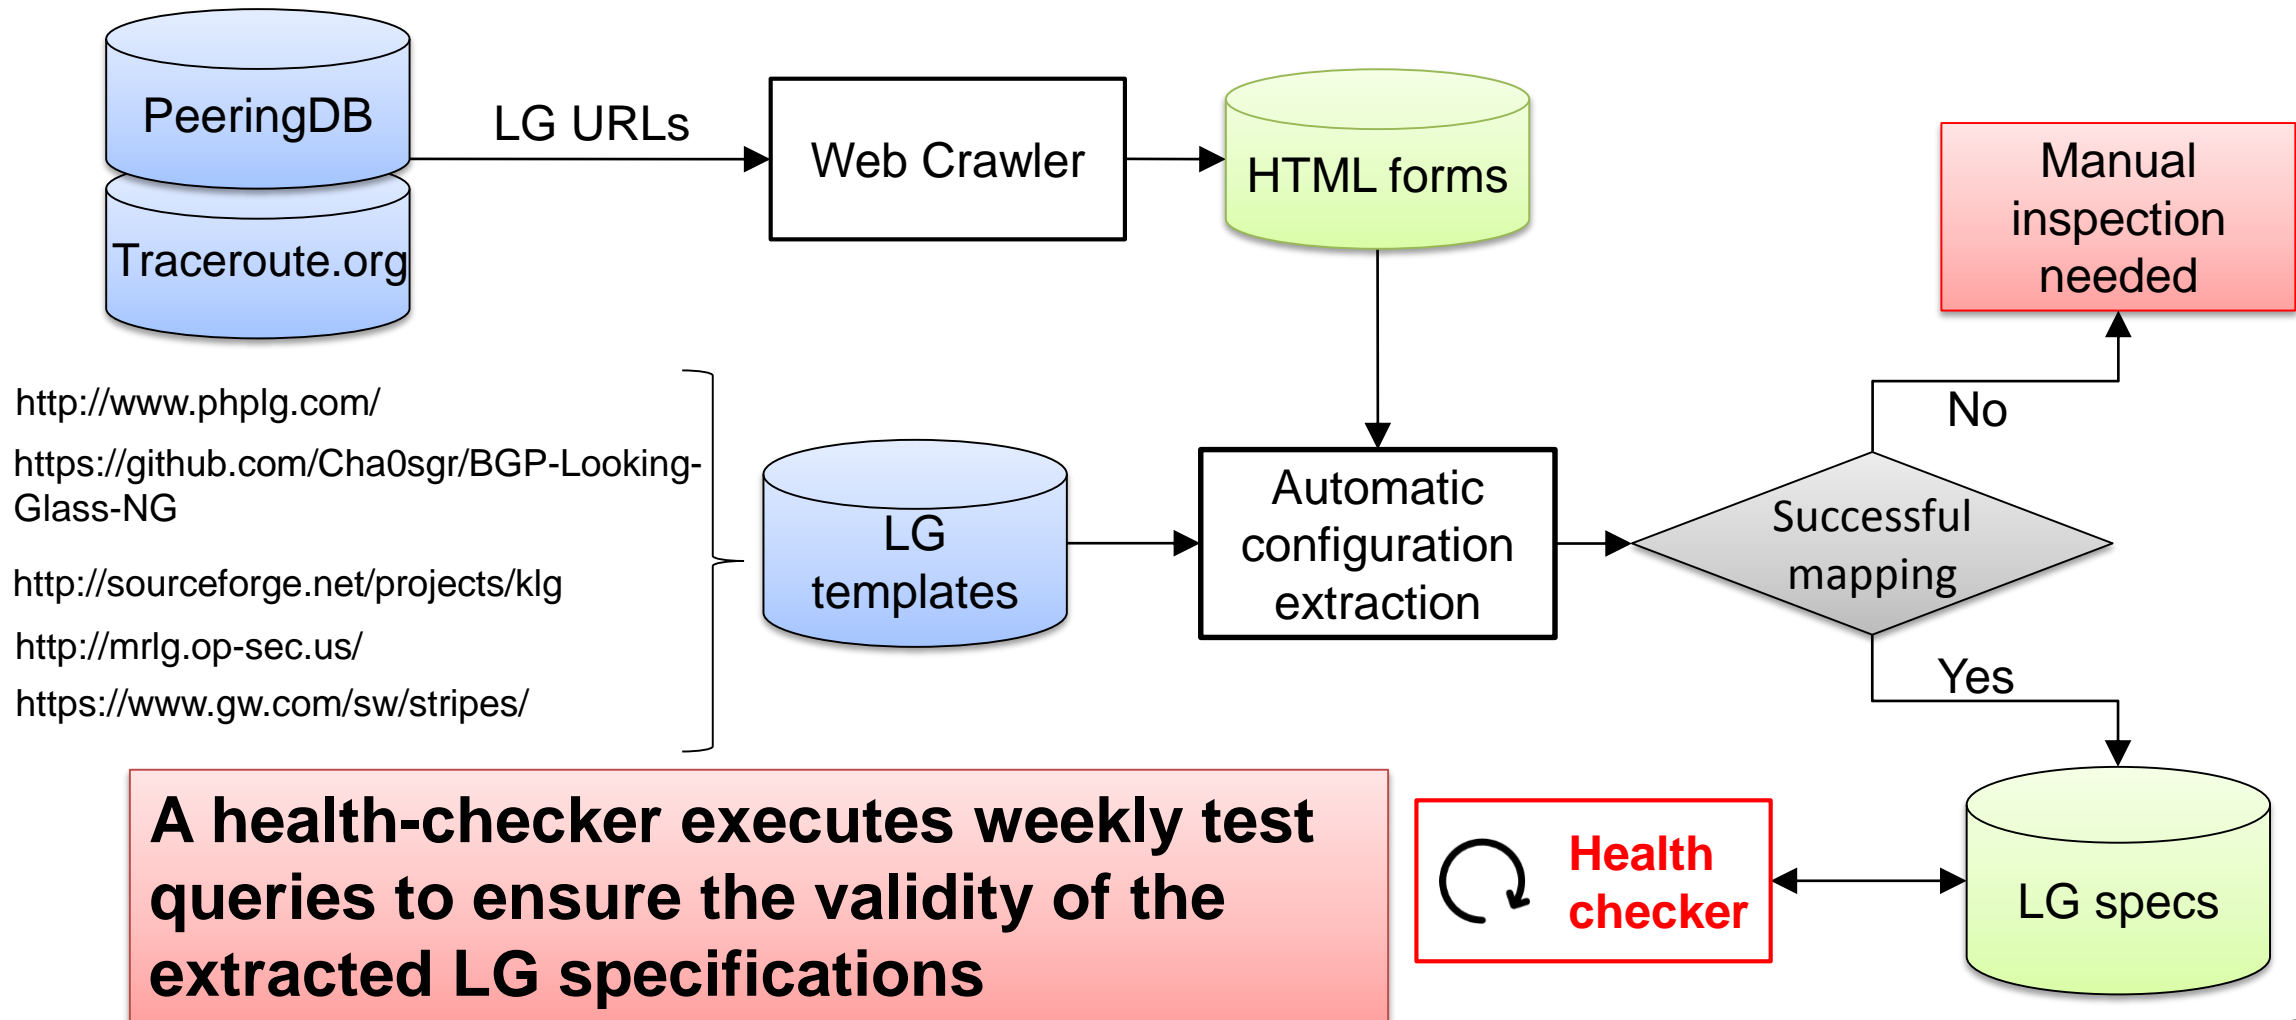 PeeringDB
LG URLs
Web Crawler
HTML forms
Manual
inspection
needed
Traceroute.org
http://www.phplg.com/
https://github.com/Cha0sgr/BGP-Looking-
Glass-NG
http://sourceforge.net/projects/klg
http://mrlg.op-sec.us/
https://www.gw.com/sw/stripes/
LG
templates
Automatic
configuration
extraction
Successful
mapping
No
Yes
A health-checker executes weekly test
queries to ensure the validity of the
extracted LG specifications
Health
checker
LG specs